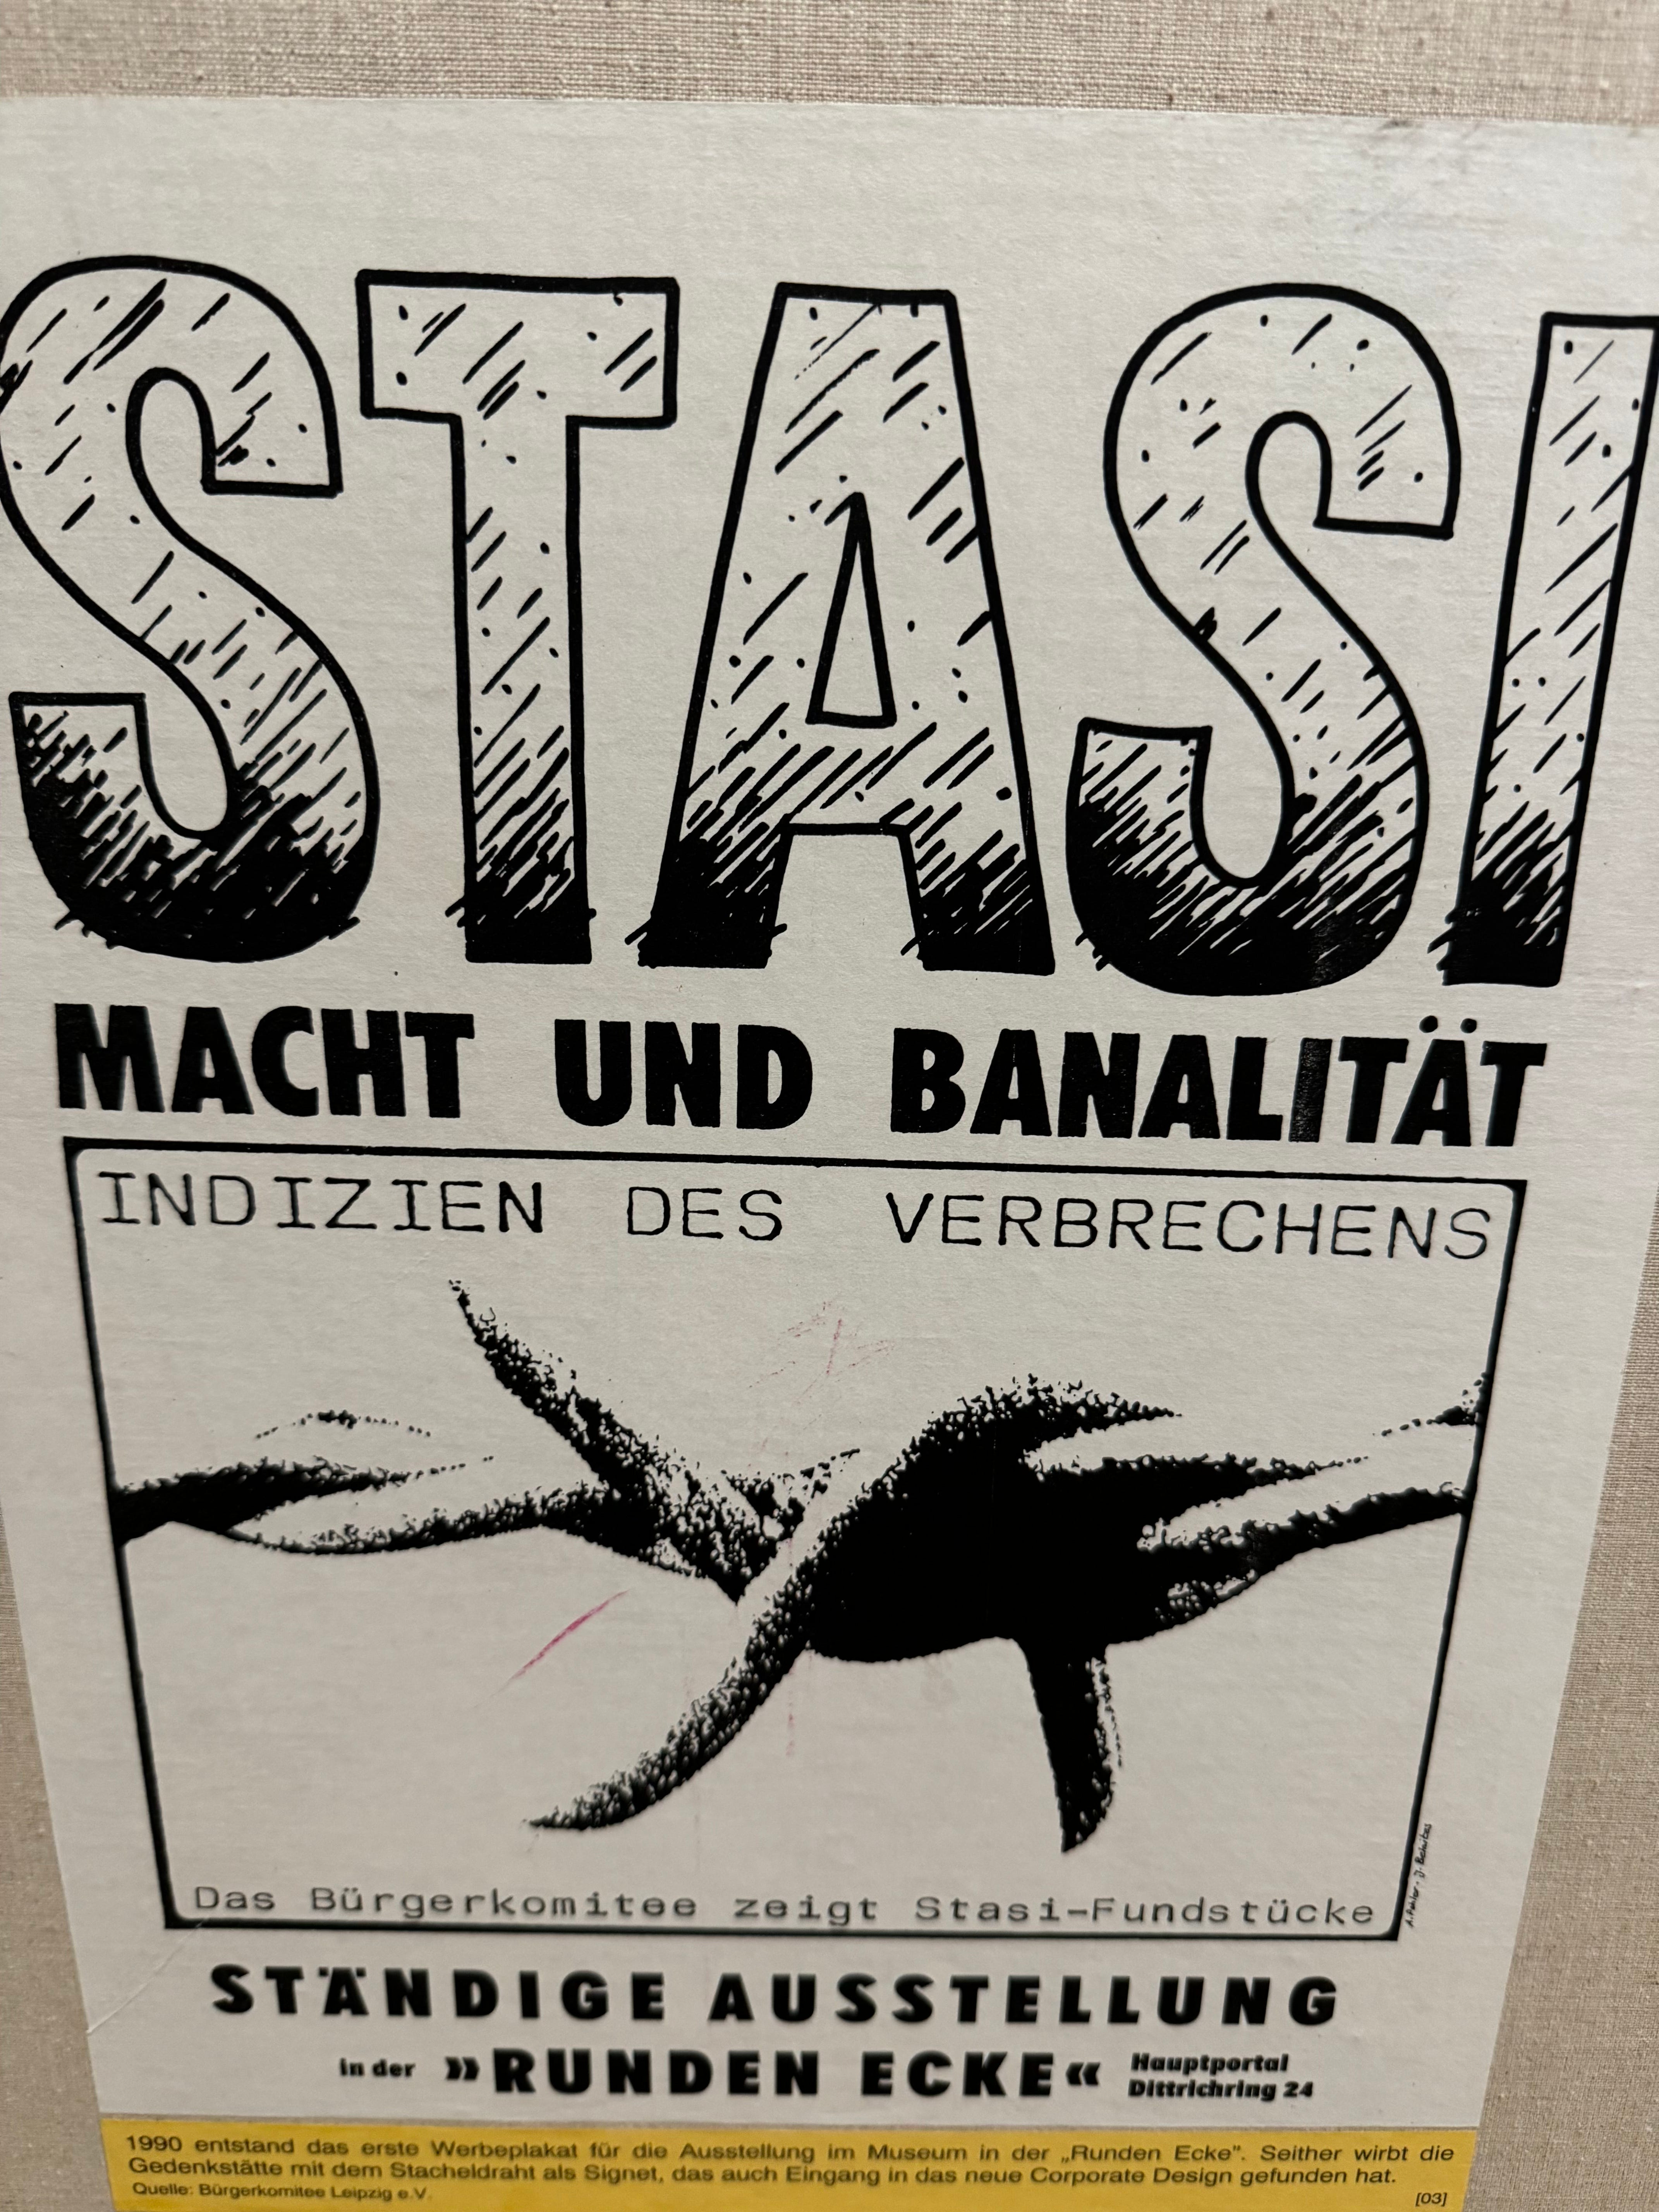 STASI
MACHT UND BANALITÄT
INDIZIEN DES VERBRECHENS
Das Bürgerkomitee zeigt Stasi-Fundstücke
STÄNDIGE AUSSTELLUNG
in der »RUNDEN ECKE« Hauptportal
Dittrichring 24
1990 entstand das erste Werbeplakat für die Ausstellung im Museum in der „Runden Ecke". Seither wirbt die
Gedenkstätte mit dem Stacheldraht als Signet, das auch Eingang in das neue Corporate Design gefunden hat.
Quelle: Bürgerkomitee Leipzig e.V.
[03]